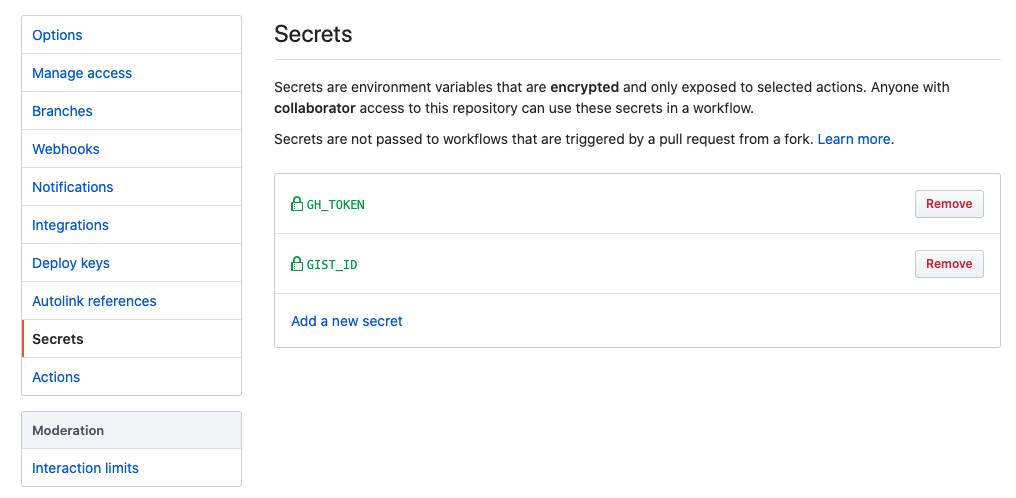 Options
Manage access
Branches
Webhooks
Notifications
Integrations
Deploy keys
Autolink references
Secrets
Actions
Moderation
Interaction limits
Secrets
Secrets are environment variables that are encrypted and only exposed to selected actions. Anyone with
collaborator access to this repository can use these secrets in a workflow.
Secrets are not passed to workflows that are triggered by a pull request from a fork. Learn more.
GH_TOKEN Remove
GIST_ID Remove
Add a new secret